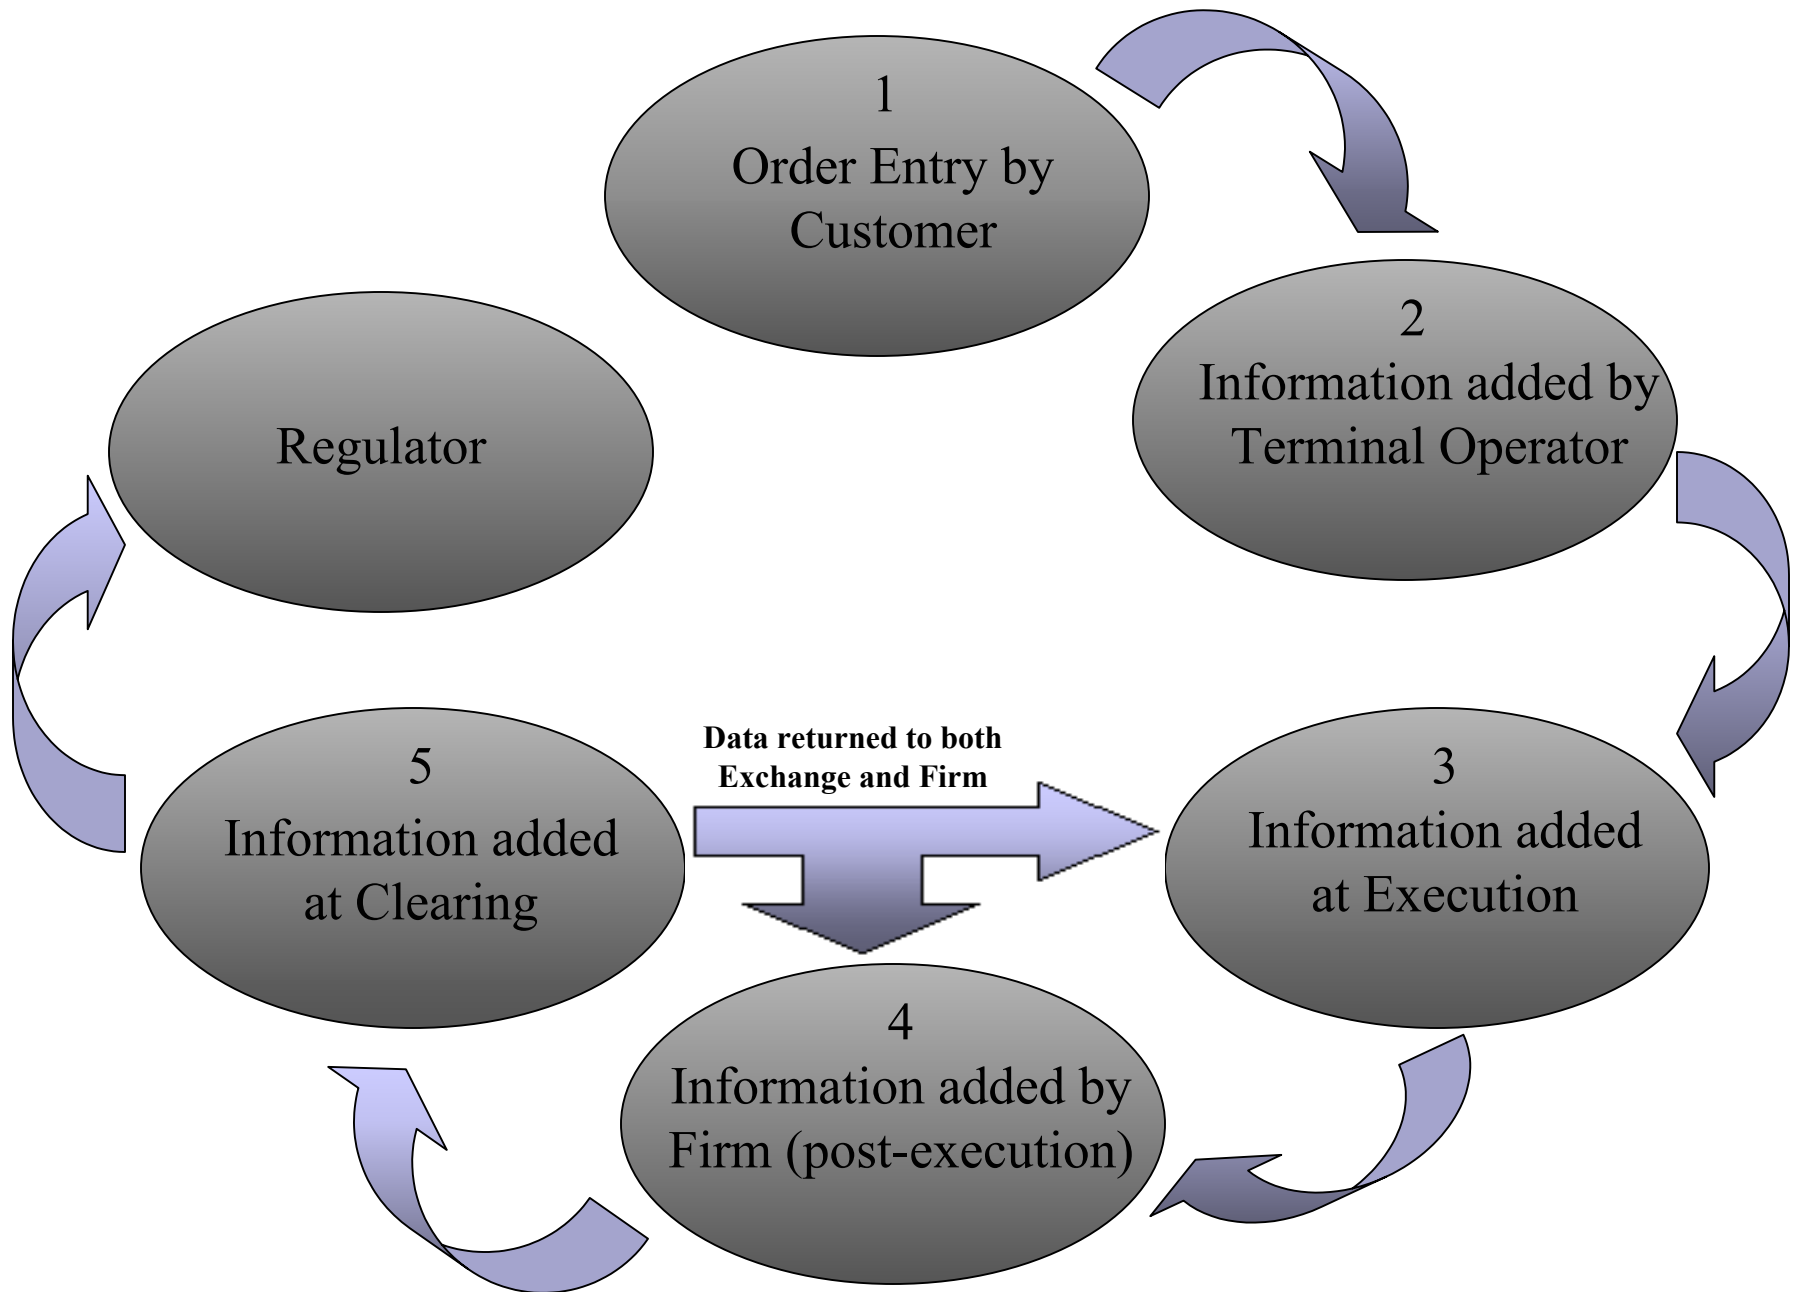 1
Order Entry by
Customer
2
Information added by
Terminal Operator
Regulator
Data returned to both
Exchange and Firm
5
Information added
at Clearing
3
Information added
at Execution
4
Information added by
Firm (post-execution)